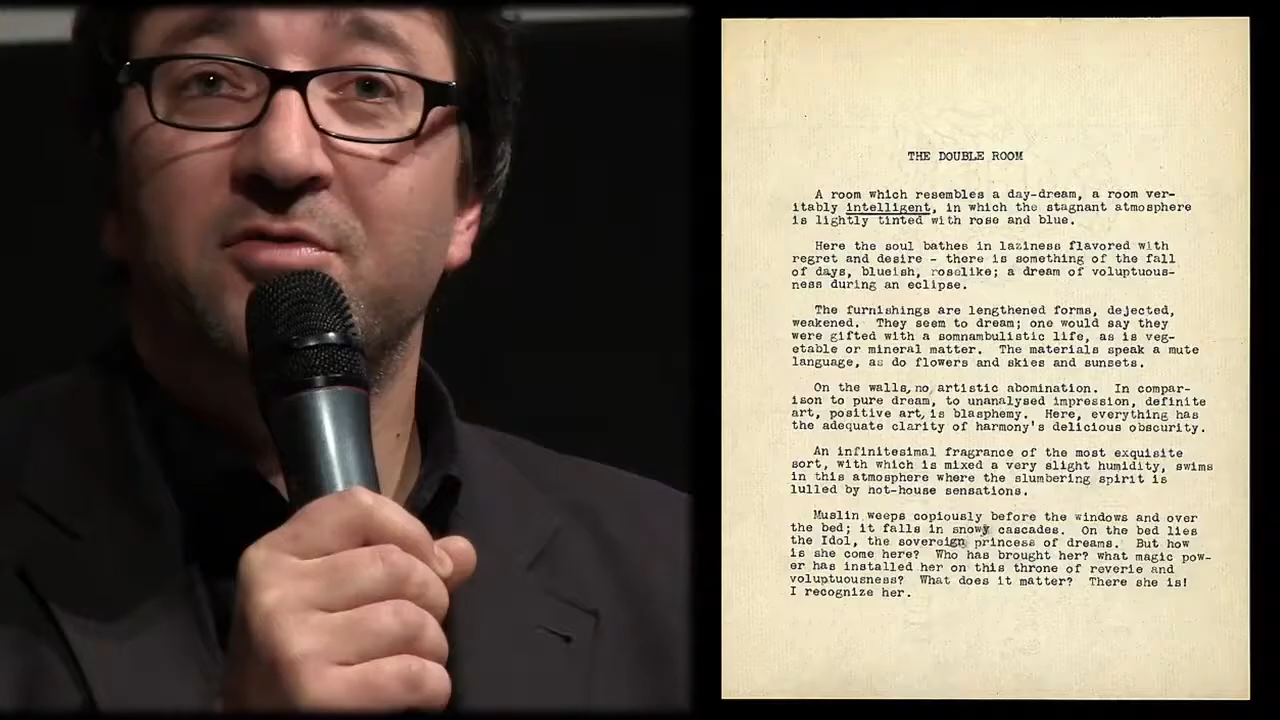 THE DOUBLE ROOM
A room which resembles a day-dream, a room ver-
itably intelligent, in which the stagnant atmosphere
is lightly tinted with rose and blue.
Here the soul bathes in laziness flavored with
regret and desire - there is something of the fall
of days, blueish, roselike; a dream of voluptuous-
ness during an eclipse.
The furnishings are lengthened forms, dejected,
weakened. They seem to dream; one would say they
were gifted with a somnambulistic life, as is veg-
etable or mineral matter. The materials speak a mute
language, as do flowers and skies and sunsets.
On the walls, no artistic abomination. In compar-
ison to pure dream, to unanalysed impression, definite
art, positive art, is blasphemy. Here, everything has
the adequate clarity of harmony's delicious obscurity.
An infinitesimal fragrance of the most exquisite
sort, with which is mixed a very slight humidity, swims
in this atmosphere where the slumbering spirit is
lulled by hot-house sensations.
Muslin weeps copiously before the windows and over
the bed; it falls in snowy cascades. On the bed lies
the Idol, the sovereign princess of dreams. But how
is she come here? Who has brought her? what magic pow-
er has installed her on this throne of reverie and
voluptuousness? What does it matter? There she is!
I recognize her.